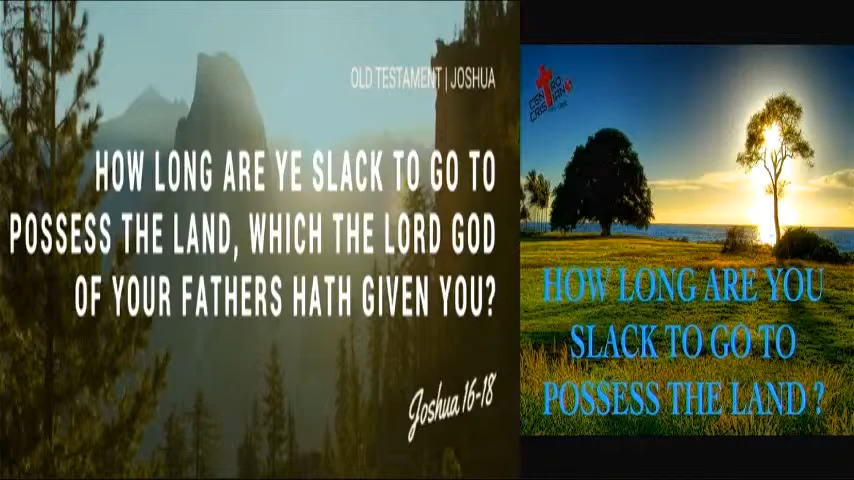 OLD TESTAMENT | JOSHUA
HOW LONG ARE YE SLACK TO GO TO
POSSESS THE LAND, WHICH THE LORD GOD
OF YOUR FATHERS HATH GIVEN YOU?
Joshua 16-18
CENTRO
CRISTIANO
HOW LONG ARE YOU
SLACK TO GO TO
POSSESS THE LAND ?